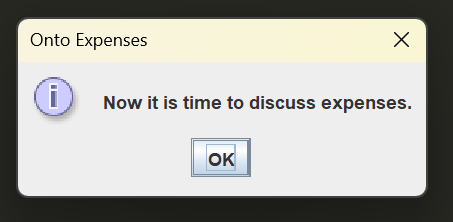 Onto Expenses
Now it is time to discuss expenses.
OK